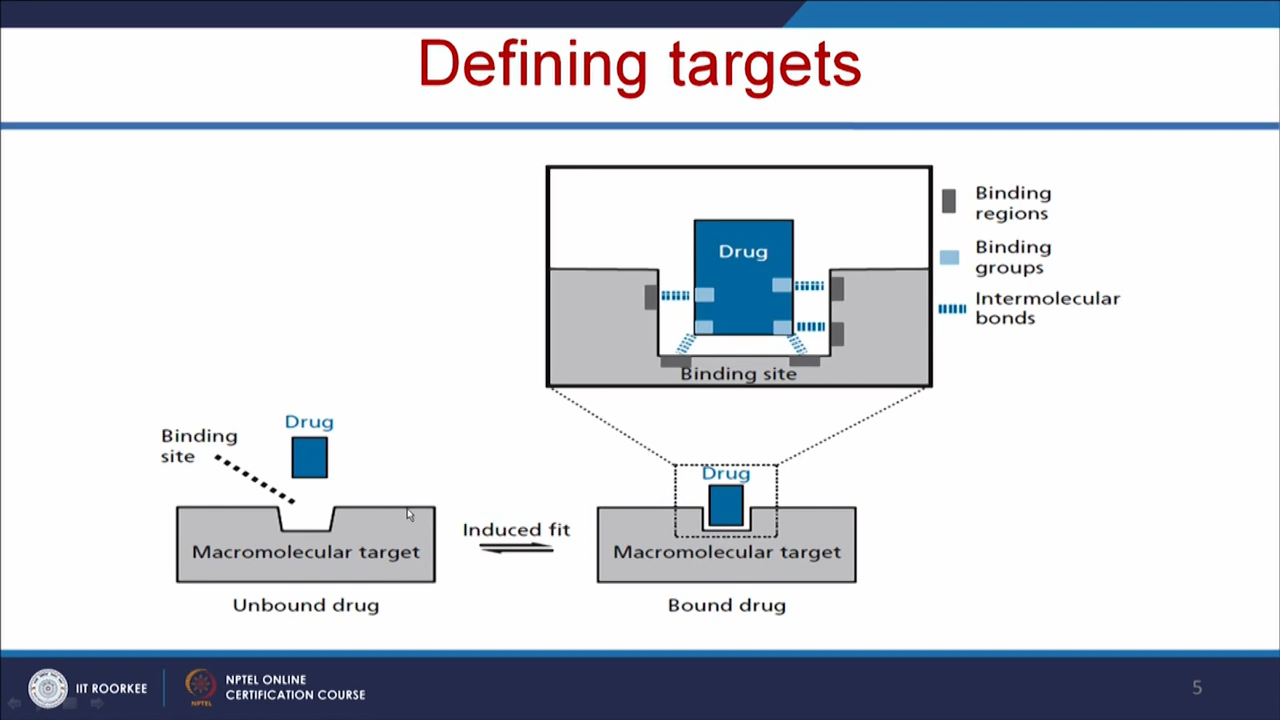 Defining targets
Drug
Binding site
Binding
regions
Binding
groups
Intermolecular
bonds
Binding
site
Drug
Macromolecular target
Unbound drug
Induced fit
Drug
Macromolecular target
Bound drug
IIT ROORKEE
NPTEL
NPTEL ONLINE
CERTIFICATION COURSE
5